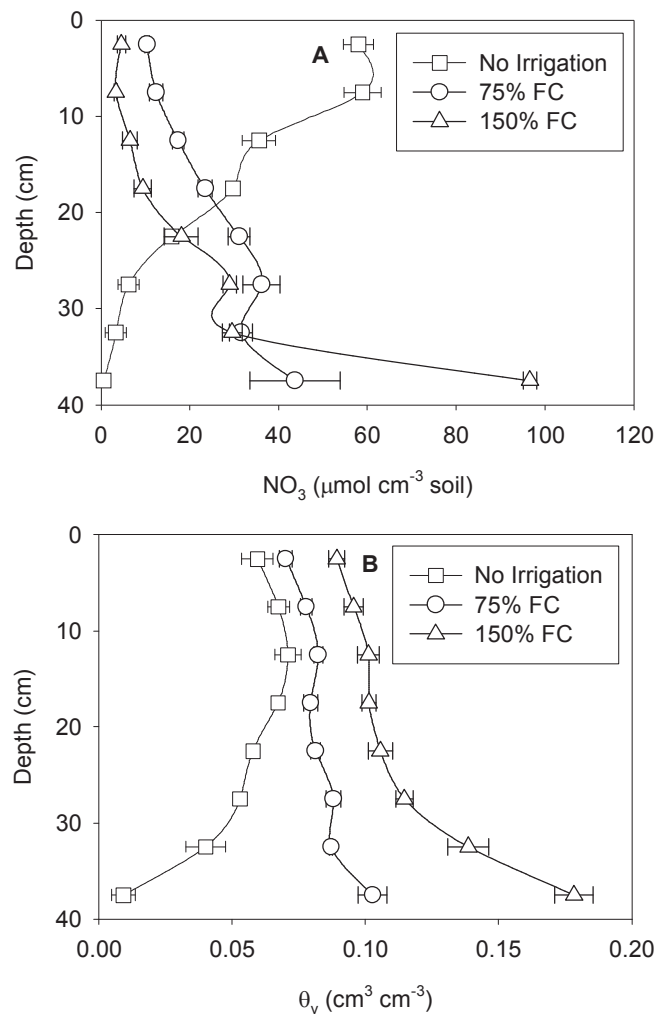 A
No Irrigation
75% FC
150% FC
0
10
20
30
40
Depth (cm)
0 20 40 60 80 100 120
NO₃ (μmol cm⁻³ soil)
B
No Irrigation
75% FC
150% FC
0
10
20
30
40
Depth (cm)
0.00 0.05 0.10 0.15 0.20
θᵥ (cm³ cm⁻³)